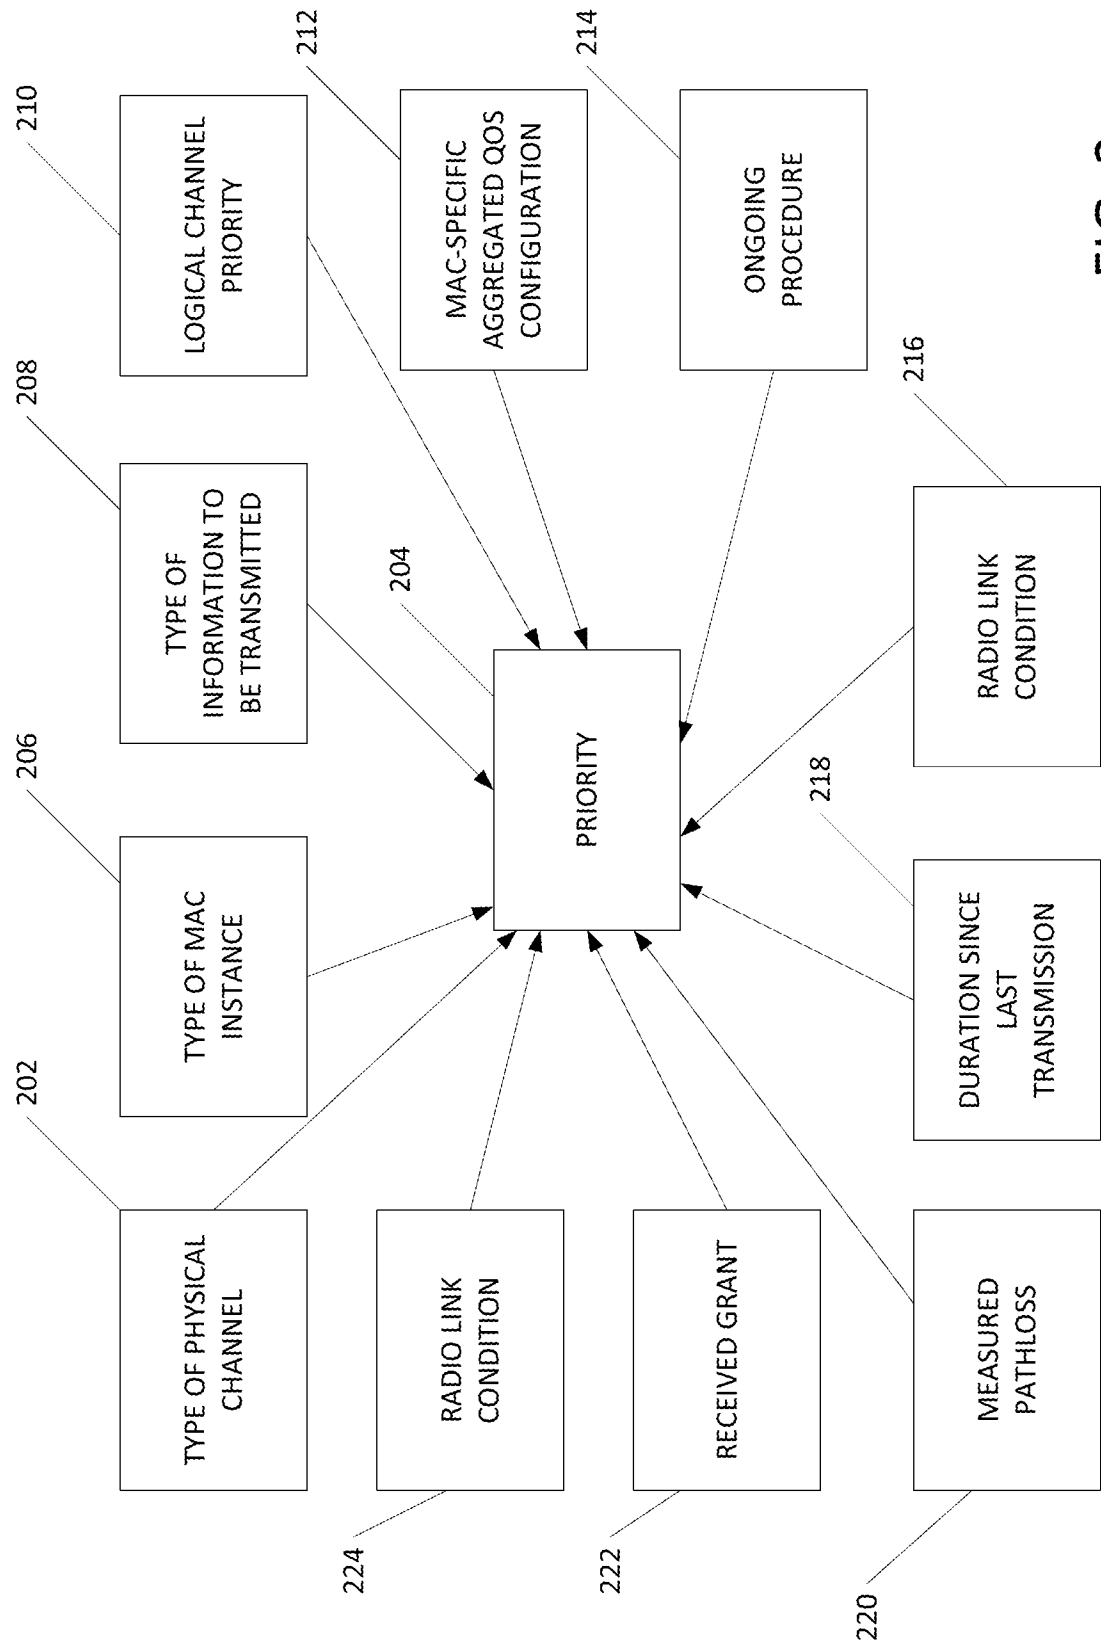 202
TYPE OF PHYSICAL
CHANNEL
206
TYPE OF MAC
INSTANCE
208
TYPE OF
INFORMATION TO
BE TRANSMITTED
210
LOGICAL CHANNEL
PRIORITY
224
RADIO LINK
CONDITION
204
PRIORITY
212
MAC-SPECIFIC
AGGREGATED QOS
CONFIGURATION
222
RECEIVED GRANT
214
ONGOING
PROCEDURE
220
MEASURED
PATHLOSS
218
DURATION SINCE
LAST
TRANSMISSION
216
RADIO LINK
CONDITION